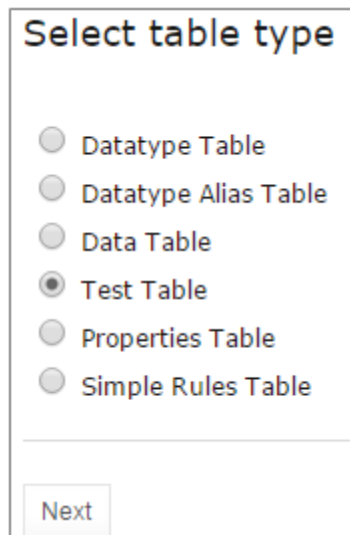 Select table type
Datatype Table
Datatype Alias Table
Data Table
Test Table
Properties Table
Simple Rules Table
Next